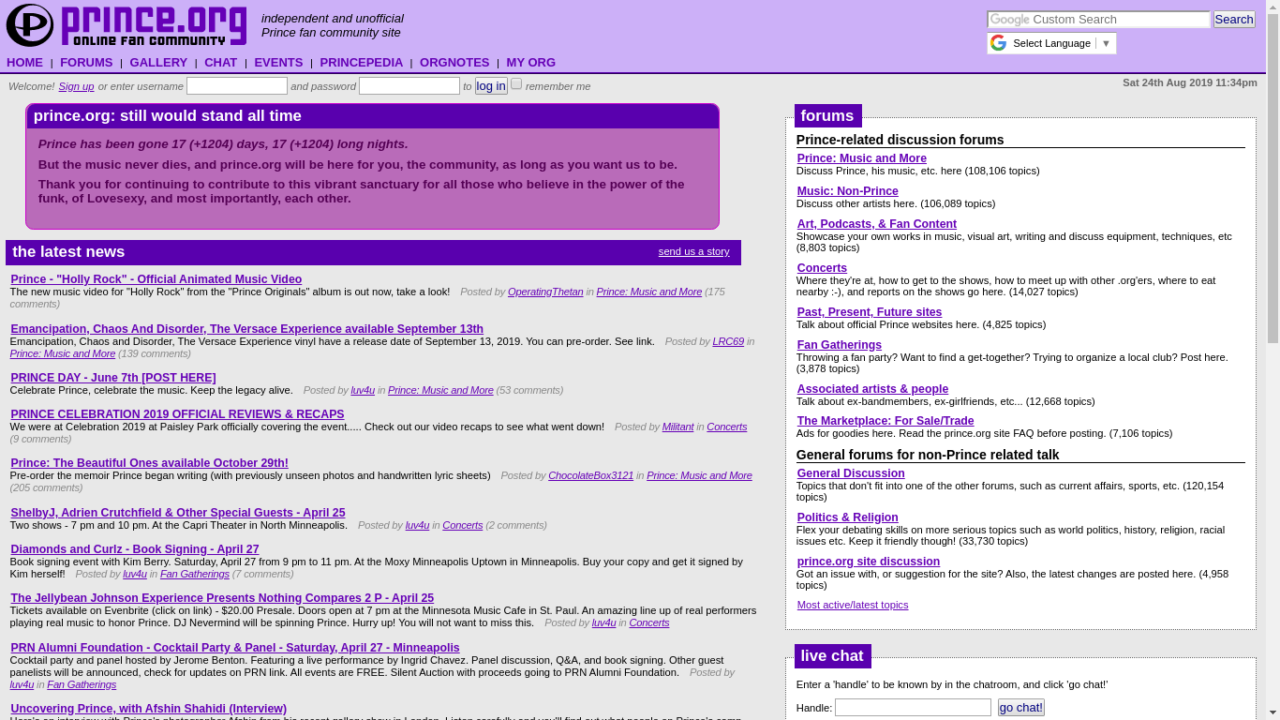 prince.org
ONLINE FAN COMMUNITY
independent and unofficial
Prince fan community site
Google Custom Search
Search
Select Language ▼
HOME | FORUMS | GALLERY | CHAT | EVENTS | PRINCEPEDIA | ORGNOTES | MY ORG
Welcome! Sign up or enter username and password to log in remember me
Sat 24th Aug 2019 11:34pm
prince.org: still would stand all time
Prince has been gone 17 (+1204) days, 17 (+1204) long nights.
But the music never dies, and prince.org will be here for you, the community, as long as you want us to be.
Thank you for continuing to contribute to this vibrant sanctuary for all those who believe in the power of the
funk, of Lovesexy, and most importantly, each other.
the latest news
send us a story
Prince - "Holly Rock" - Official Animated Music Video
The new music video for "Holly Rock" from the "Prince Originals" album is out now, take a look! Posted by OperatingThetan in Prince: Music and More (175
comments)
Emancipation, Chaos And Disorder, The Versace Experience available September 13th
Emancipation, Chaos and Disorder, The Versace Experience vinyl have a release date of September 13, 2019. You can pre-order. See link. Posted by LRC69 in
Prince: Music and More (139 comments)
PRINCE DAY - June 7th [POST HERE]
Celebrate Prince, celebrate the music. Keep the legacy alive. Posted by luv4u in Prince: Music and More (53 comments)
PRINCE CELEBRATION 2019 OFFICIAL REVIEWS & RECAPS
We were at Celebration 2019 at Paisley Park officially covering the event..... Check out our video recaps to see what went down! Posted by Militant in Concerts
(9 comments)
Prince: The Beautiful Ones available October 29th!
Pre-order the memoir Prince began writing (with previously unseen photos and handwritten lyric sheets) Posted by ChocolateBox3121 in Prince: Music and More
(205 comments)
ShelbyJ, Adrien Crutchfield & Other Special Guests - April 25
Two shows - 7 pm and 10 pm. At the Capri Theater in North Minneapolis. Posted by luv4u in Concerts (2 comments)
Diamonds and Curlz - Book Signing - April 27
Book signing event with Kim Berry. Saturday, April 27 from 9 pm to 11 pm. At the Moxy Minneapolis Uptown in Minneapolis. Buy your copy and get it signed by
Kim herself! Posted by luv4u in Fan Gatherings (7 comments)
The Jellybean Johnson Experience Presents Nothing Compares 2 P - April 25
Tickets available on Evenbrite (click on link) - $20.00 Presale. Doors open at 7 pm at the Minnesota Music Cafe in St. Paul. An amazing line up of real performers
playing real music to honor Prince. DJ Nevermind will be spinning Prince. Hurry up! You will not want to miss this. Posted by luv4u in Concerts
PRN Alumni Foundation - Cocktail Party & Panel - Saturday, April 27 - Minneapolis
Cocktail party and panel hosted by Jerome Benton. Featuring a live performance by Ingrid Chavez. Panel discussion, Q&A, and book signing. Other guest
panelists will be announced, check for updates on PRN link. All events are FREE. Silent Auction with proceeds going to PRN Alumni Foundation. Posted by
luv4u in Fan Gatherings
Uncovering Prince, with Afshin Shahidi (Interview)
forums
Prince-related discussion forums
Prince: Music and More
Discuss Prince, his music, etc. here (108,106 topics)
Music: Non-Prince
Discuss other artists here. (106,089 topics)
Art, Podcasts, & Fan Content
Showcase your own works in music, visual art, writing and discuss equipment, techniques, etc
(8,803 topics)
Concerts
Where they're at, how to get to the shows, how to meet up with other .org'ers, where to eat
nearby :-), and reports on the shows go here. (14,027 topics)
Past, Present, Future sites
Talk about official Prince websites here. (4,825 topics)
Fan Gatherings
Throwing a fan party? Want to find a get-together? Trying to organize a local club? Post here.
(3,878 topics)
Associated artists & people
Talk about ex-bandmembers, ex-girlfriends, etc... (12,668 topics)
The Marketplace: For Sale/Trade
Ads for goodies here. Read the prince.org site FAQ before posting. (7,106 topics)
General forums for non-Prince related talk
General Discussion
Topics that don't fit into one of the other forums, such as current affairs, sports, etc. (120,154
topics)
Politics & Religion
Flex your debating skills on more serious topics such as world politics, history, religion, racial
issues etc. Keep it friendly though! (33,730 topics)
prince.org site discussion
Got an issue with, or suggestion for the site? Also, the latest changes are posted here. (4,958
topics)
Most active/latest topics
live chat
Enter a 'handle' to be known by in the chatroom, and click 'go chat!'
Handle: go chat!